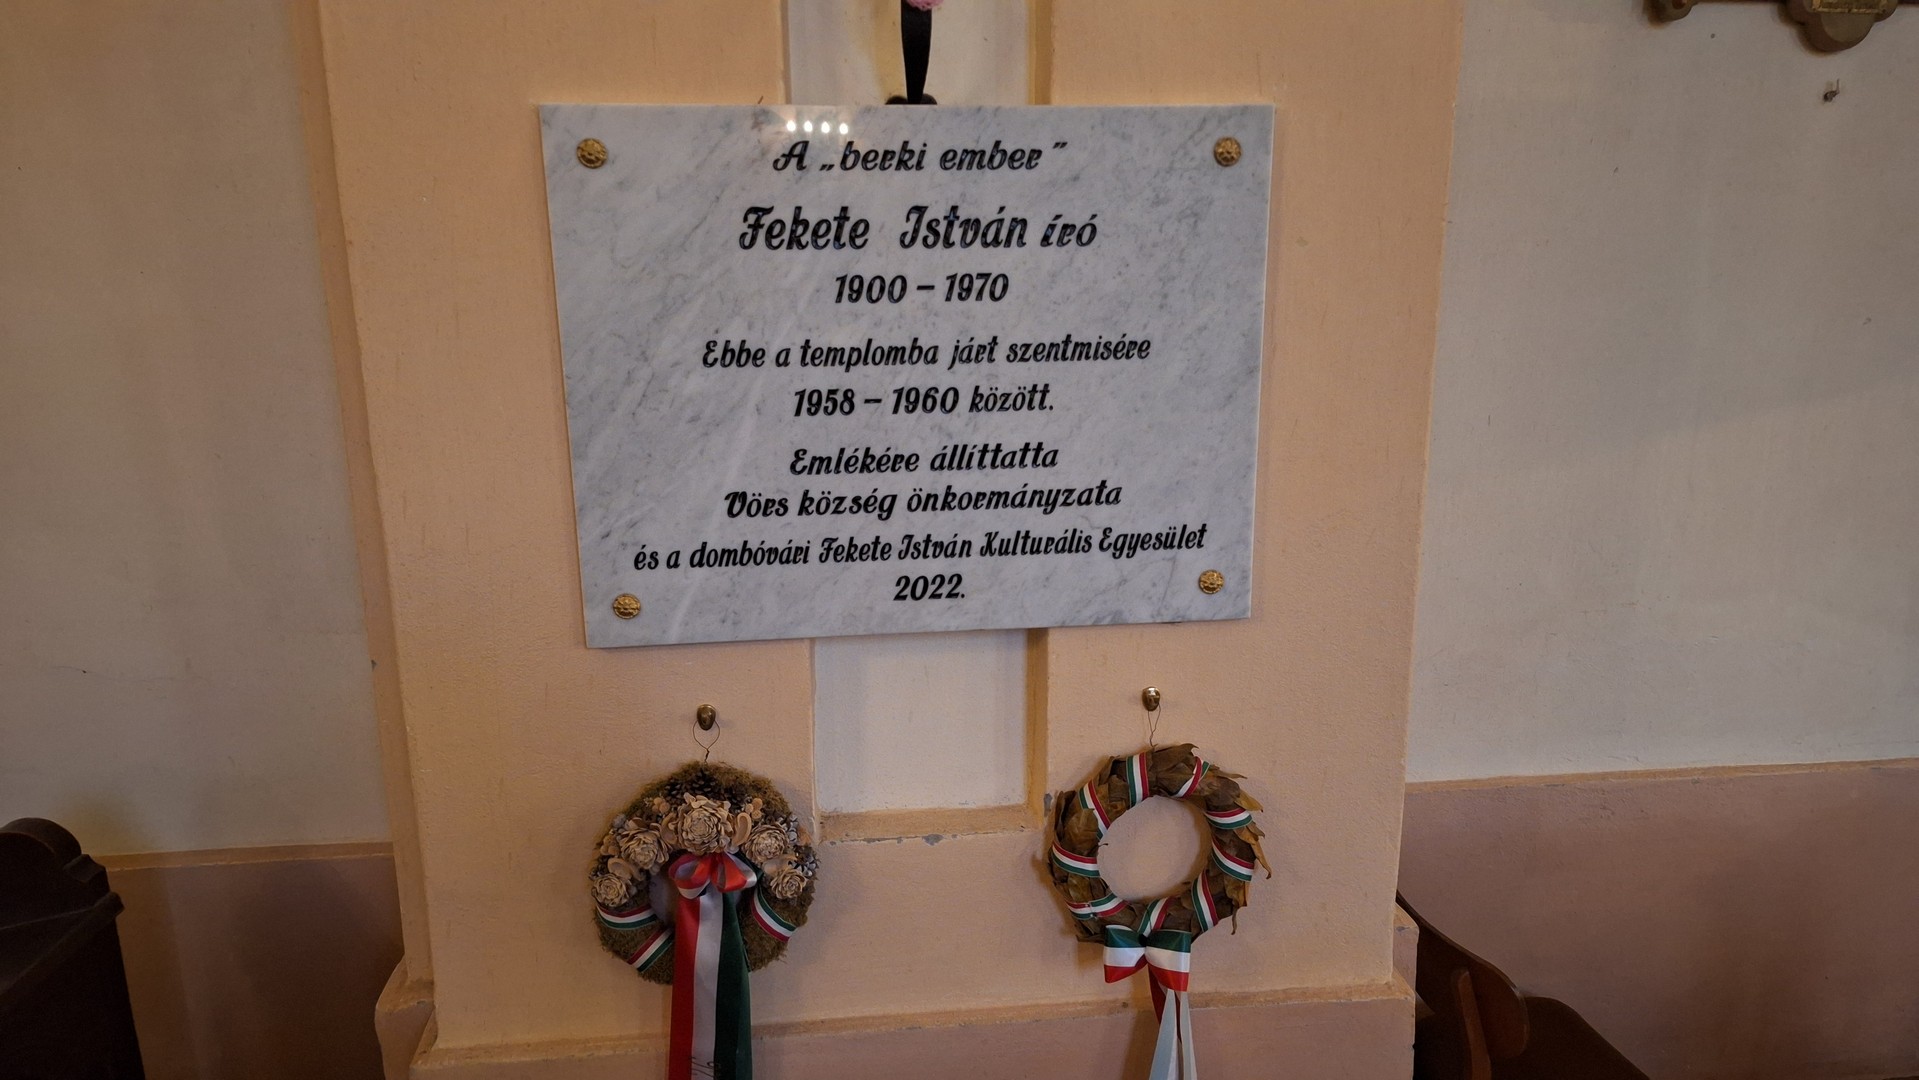 A „berki ember”
Fekete István író
1900 – 1970
Ebbe a templomba járt szentmisére
1958 – 1960 között.
Emlékére állíttatta
Vörs község önkormányzata
és a dombóvári Fekete István Kulturális Egyesület
2022.